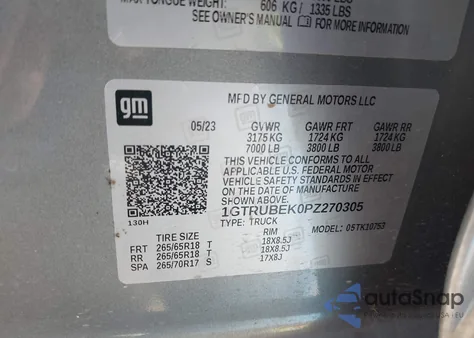 606 KG/ 1335 LBS
SEE OWNER'S MANUAL FOR MORE INFORMATION
gm
MFD BY GENERAL MOTORS LLC
05/23 GVWR GAWR FRT GAWR RR
3175 KG 1724 KG 1724 KG
7000 LB 3800 LB 3800 LB
THIS VEHICLE CONFORMS TO ALL
APPLICABLE U.S. FEDERAL MOTOR
VEHICLE SAFETY STANDARDS IN
EFFECT ON THE DATE OF
MANUFACTURE SHOWN ABOVE.
1GTRUBEK0PZ270305
130H
TYPE: TRUCK MODEL: 05TK10753
TIRE SIZE RIM
FRT 265/65R18 T 18X8.5J
RR 265/65R18 T 18X8.5J
SPA 265/70R17 S 17X8J
autoSnap